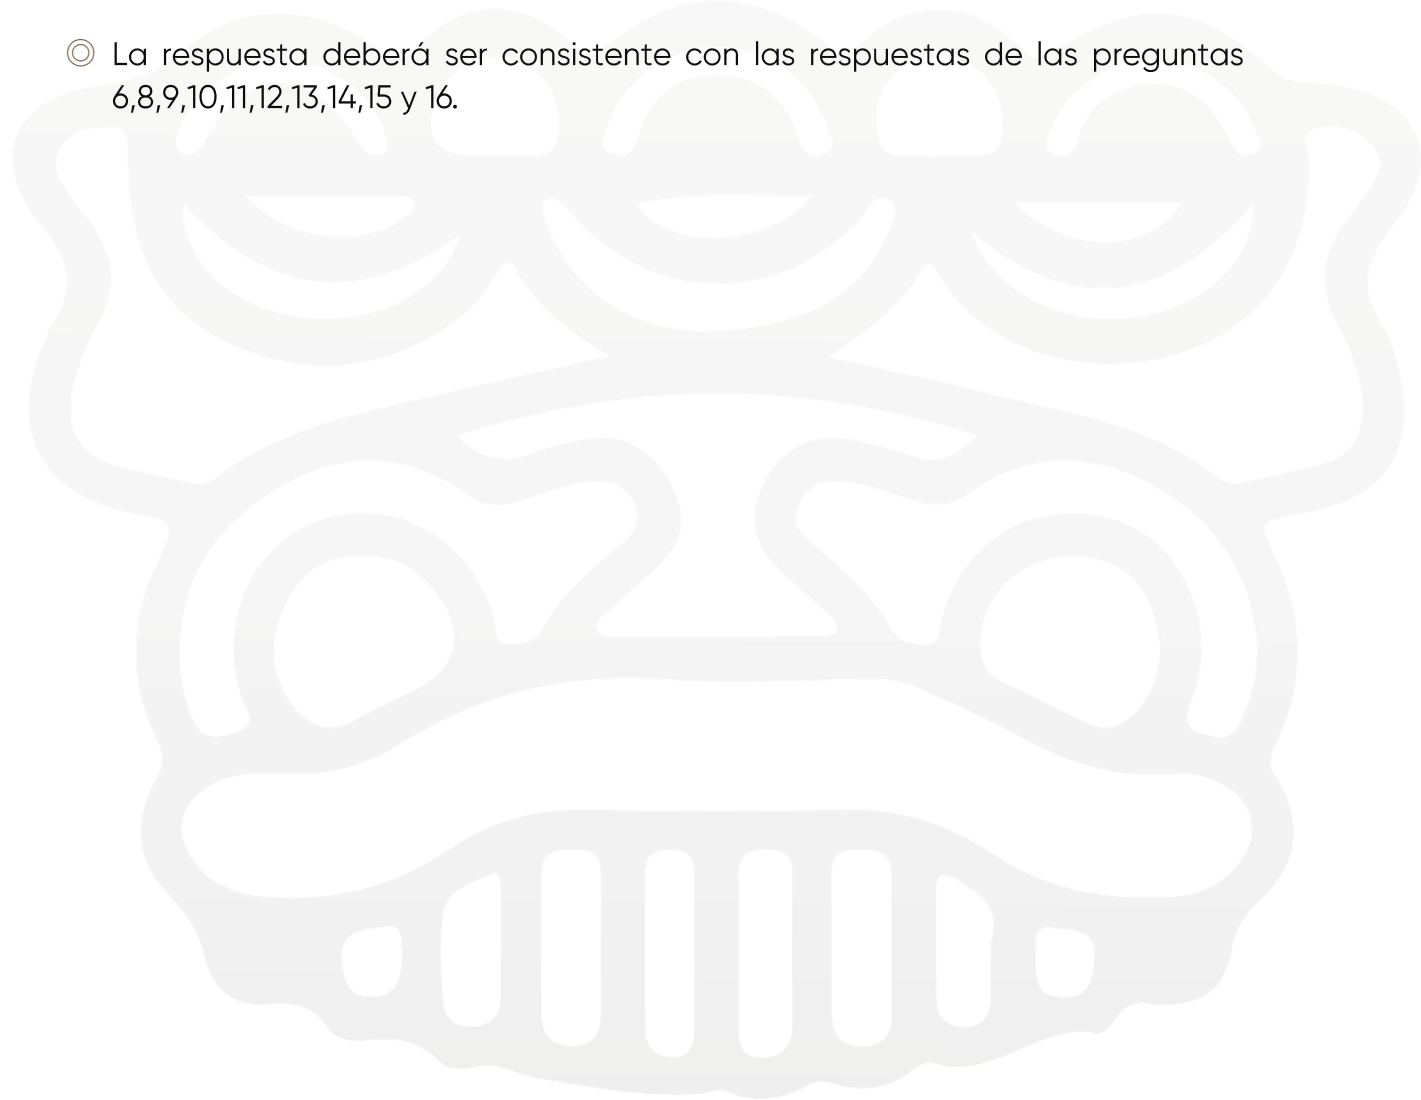 La respuesta deberá ser consistente con las respuestas de las preguntas
6,8,9,10,11,12,13,14,15 y 16.